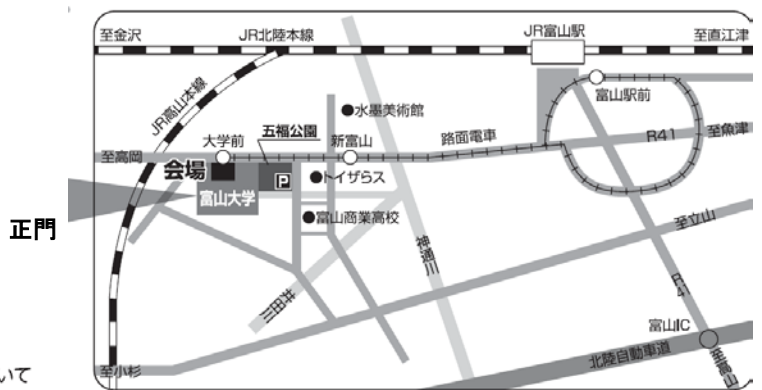 至金沢
JR北陸本線
JR富山駅
至直江津
JR高山本線
水墨美術館
富山駅前
至高岡
大学前
五福公園
新富山
路面電車
R41
至魚津
会場
P
トイザらス
富山大学
正門
富山商業高校
神通川
至立山
井田川
R41
富山IC
北陸自動車道
至小杉
至高山
いて